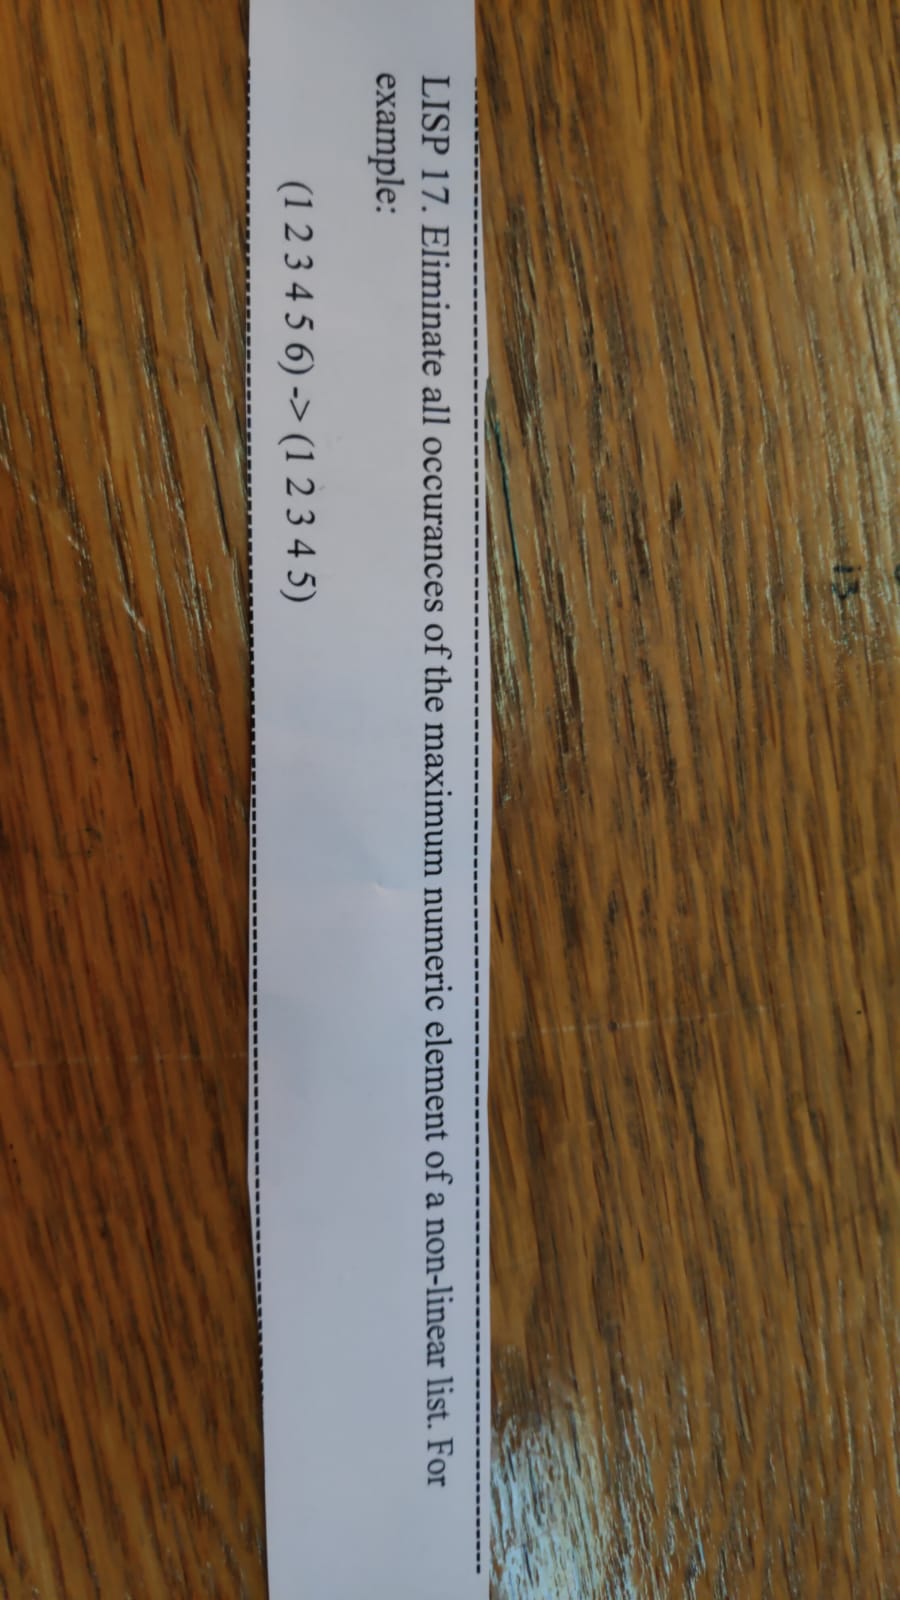 LISP 17. Eliminate all occurances of the maximum numeric element of a non-linear list. For
example:
(1 2 3 4 5 6) -> (1 2 3 4 5)